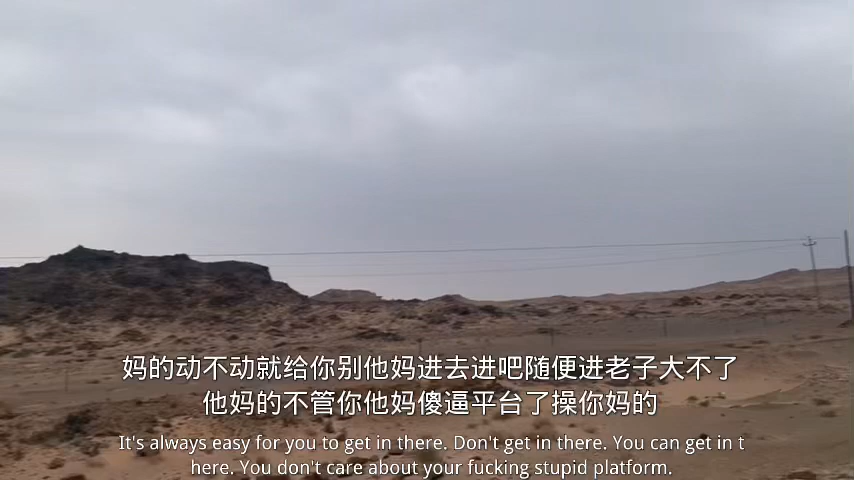 妈的动不动就给你别他妈进去进吧随便进老子大不了
他妈的不管你他妈傻逼平台了操你妈的
It's always easy for you to get in there. Don't get in there. You can get in t
here. You don't care about your fucking stupid platform.